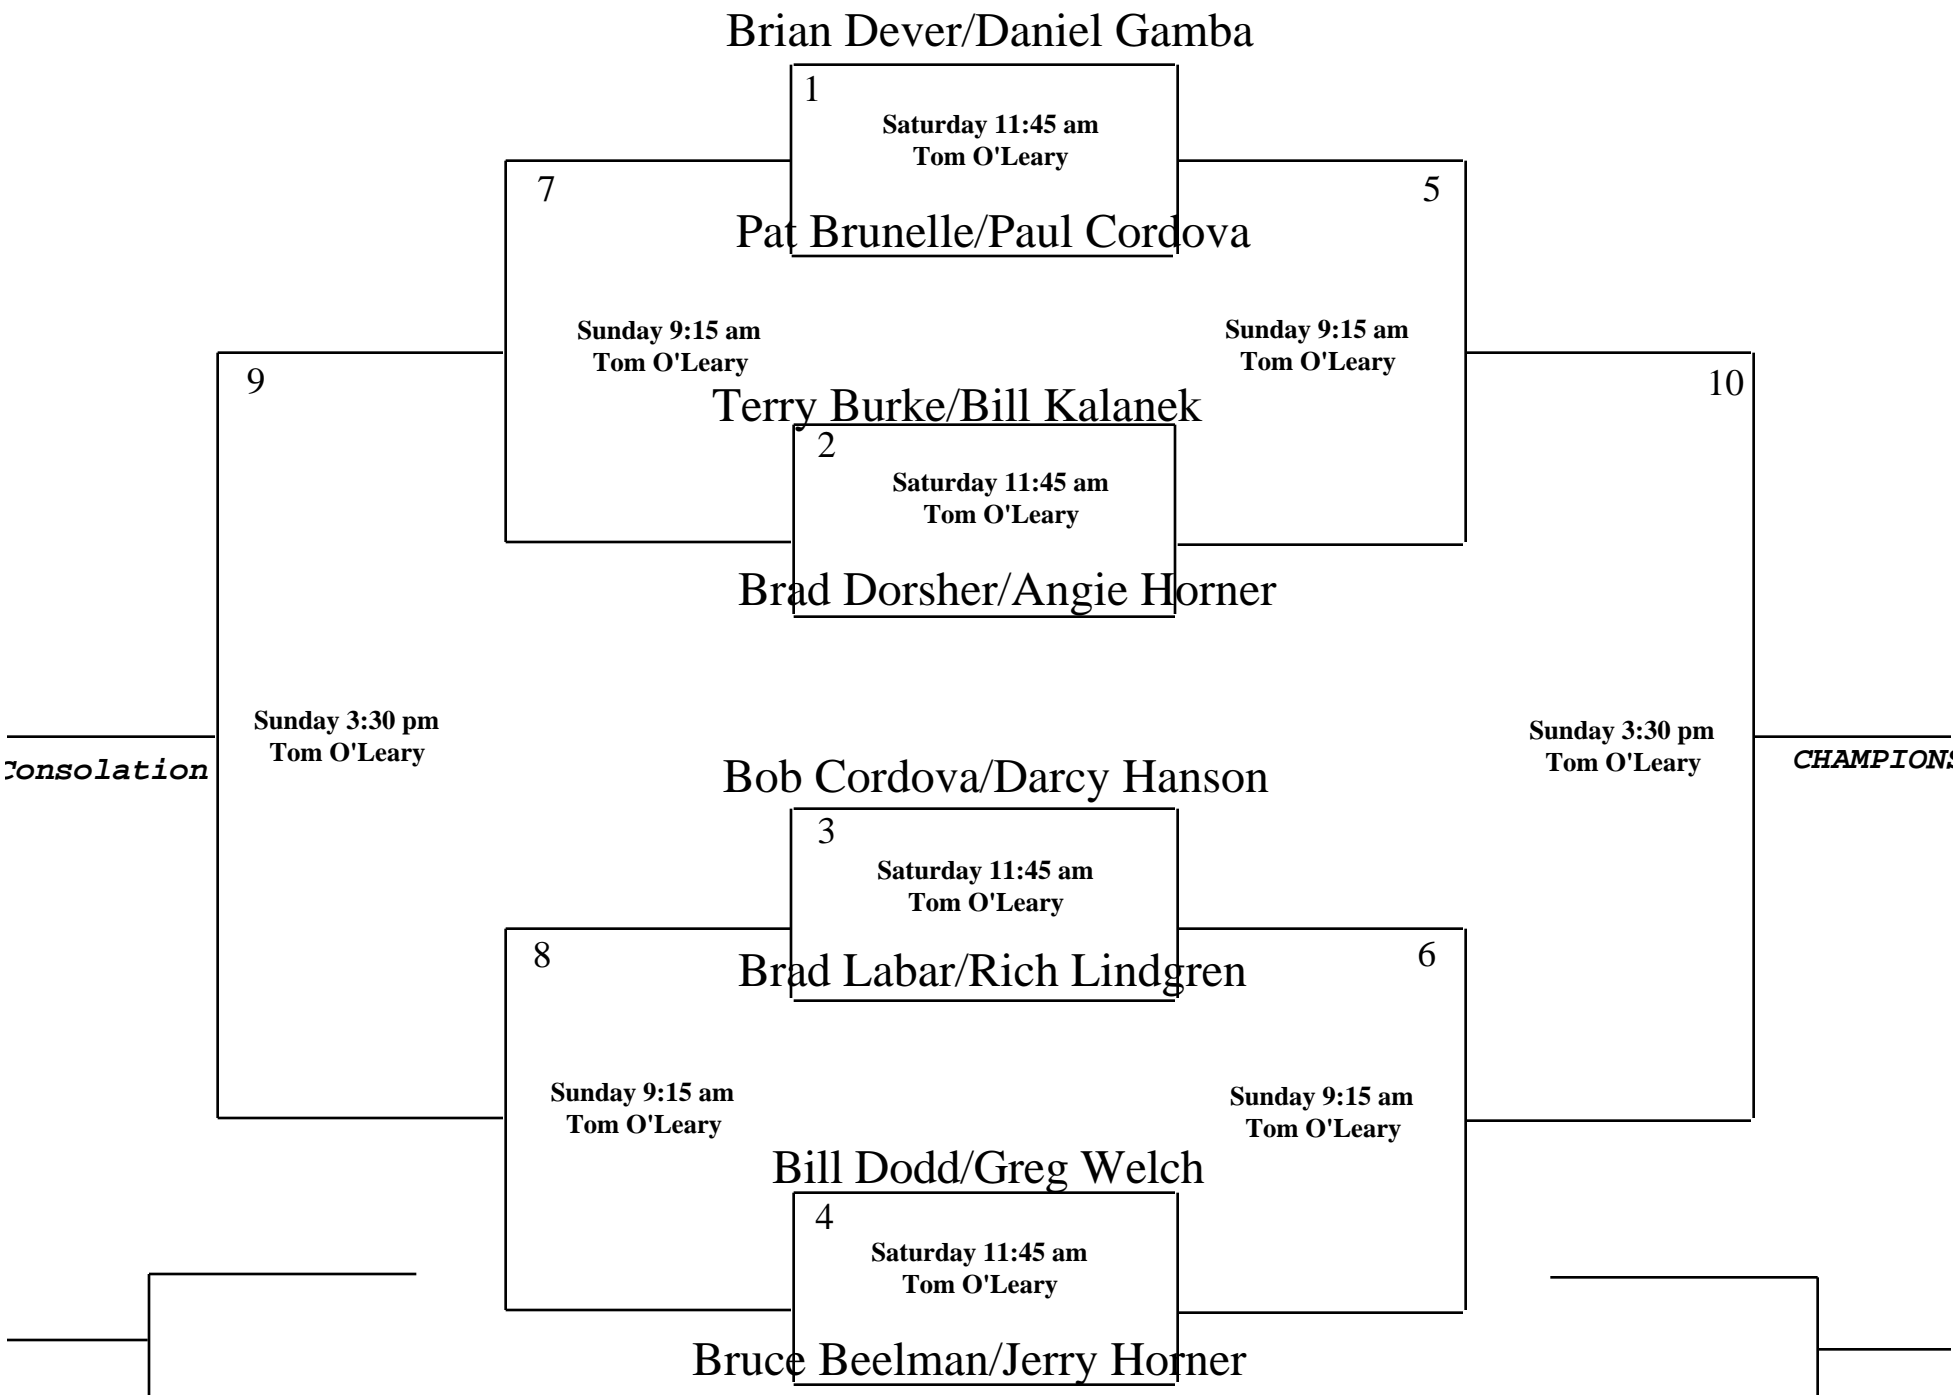 Brian Dever/Daniel Gamba
1
Saturday 11:45 am
Tom O'Leary
7
5
Pat Brunelle/Paul Cordova
Sunday 9:15 am
Tom O'Leary
Sunday 9:15 am
Tom O'Leary
9
10
Terry Burke/Bill Kalanek
2
Saturday 11:45 am
Tom O'Leary
Brad Dorsher/Angie Horner
Sunday 3:30 pm
Tom O'Leary
Sunday 3:30 pm
Tom O'Leary
Consolation
CHAMPIONS
Bob Cordova/Darcy Hanson
3
Saturday 11:45 am
Tom O'Leary
8
6
Brad Labar/Rich Lindgren
Sunday 9:15 am
Tom O'Leary
Sunday 9:15 am
Tom O'Leary
Bill Dodd/Greg Welch
4
Saturday 11:45 am
Tom O'Leary
Bruce Beelman/Jerry Horner